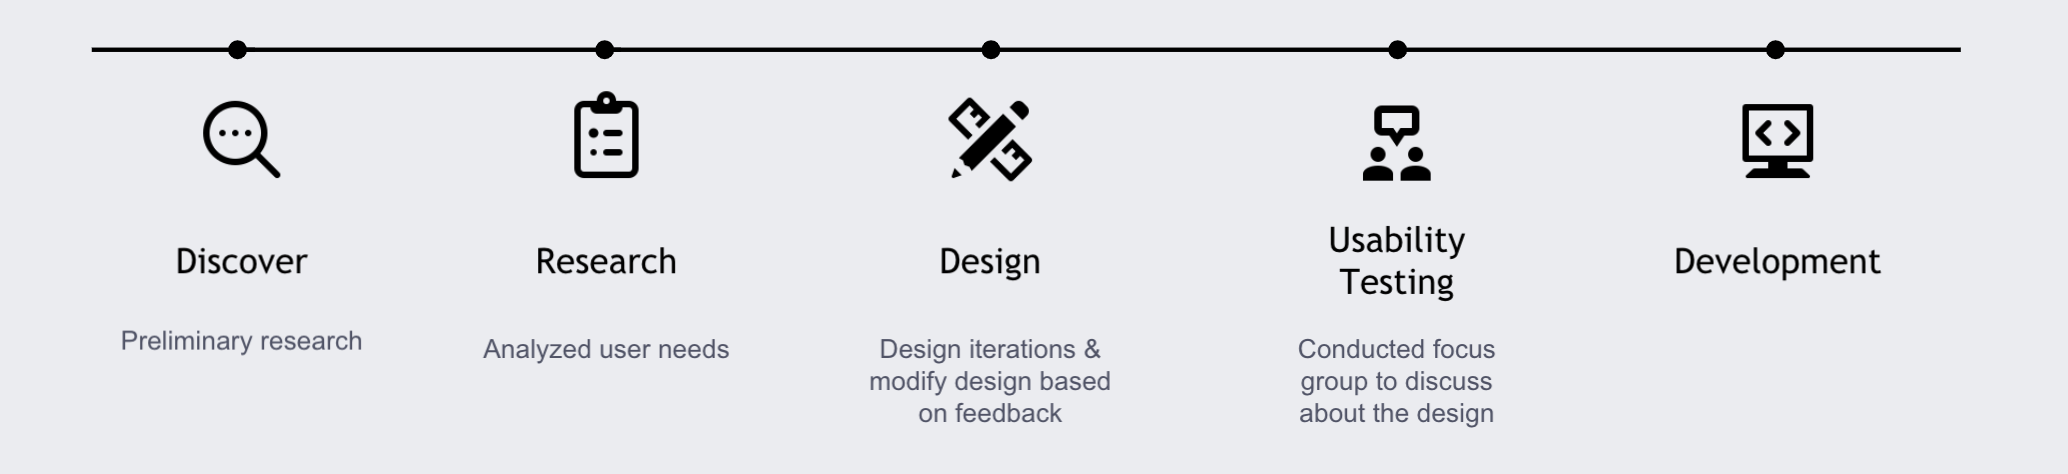 Discover
Preliminary research
Research
Analyzed user needs
Design
Design iterations &
modify design based
on feedback
Usability
Testing
Conducted focus
group to discuss
about the design
Development